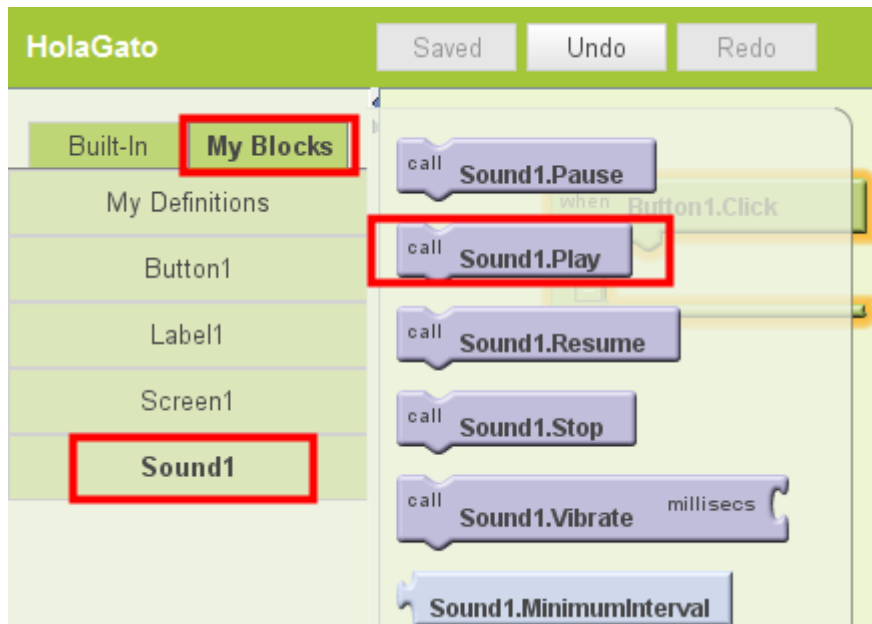 HolaGato
Saved
Undo
Redo
Built-In
My Blocks
My Definitions
Button1
Label1
Screen1
Sound1
call Sound1.Pause
when Button1.Click
call Sound1.Play
call Sound1.Resume
call Sound1.Stop
call Sound1.Vibrate millisecs
Sound1.MinimumInterval